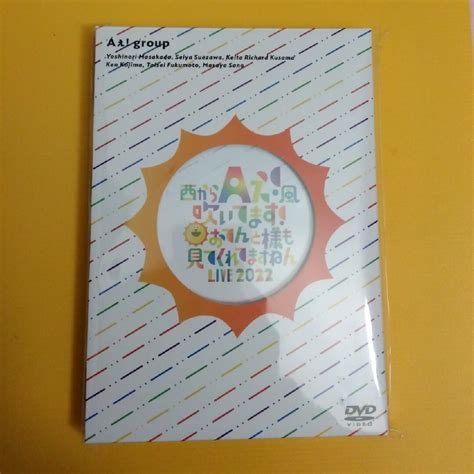 Aぇ! group
Yoshinori Masakado, Seiya Suezawa, Keita Richard Kusama
Ken Kojima, Taisei Fukumoto, Masaya Sano
西からAぇ!風
吹いてます!
おてんと様も
見てくれてますねん
LIVE 2022
DVD
VIDEO